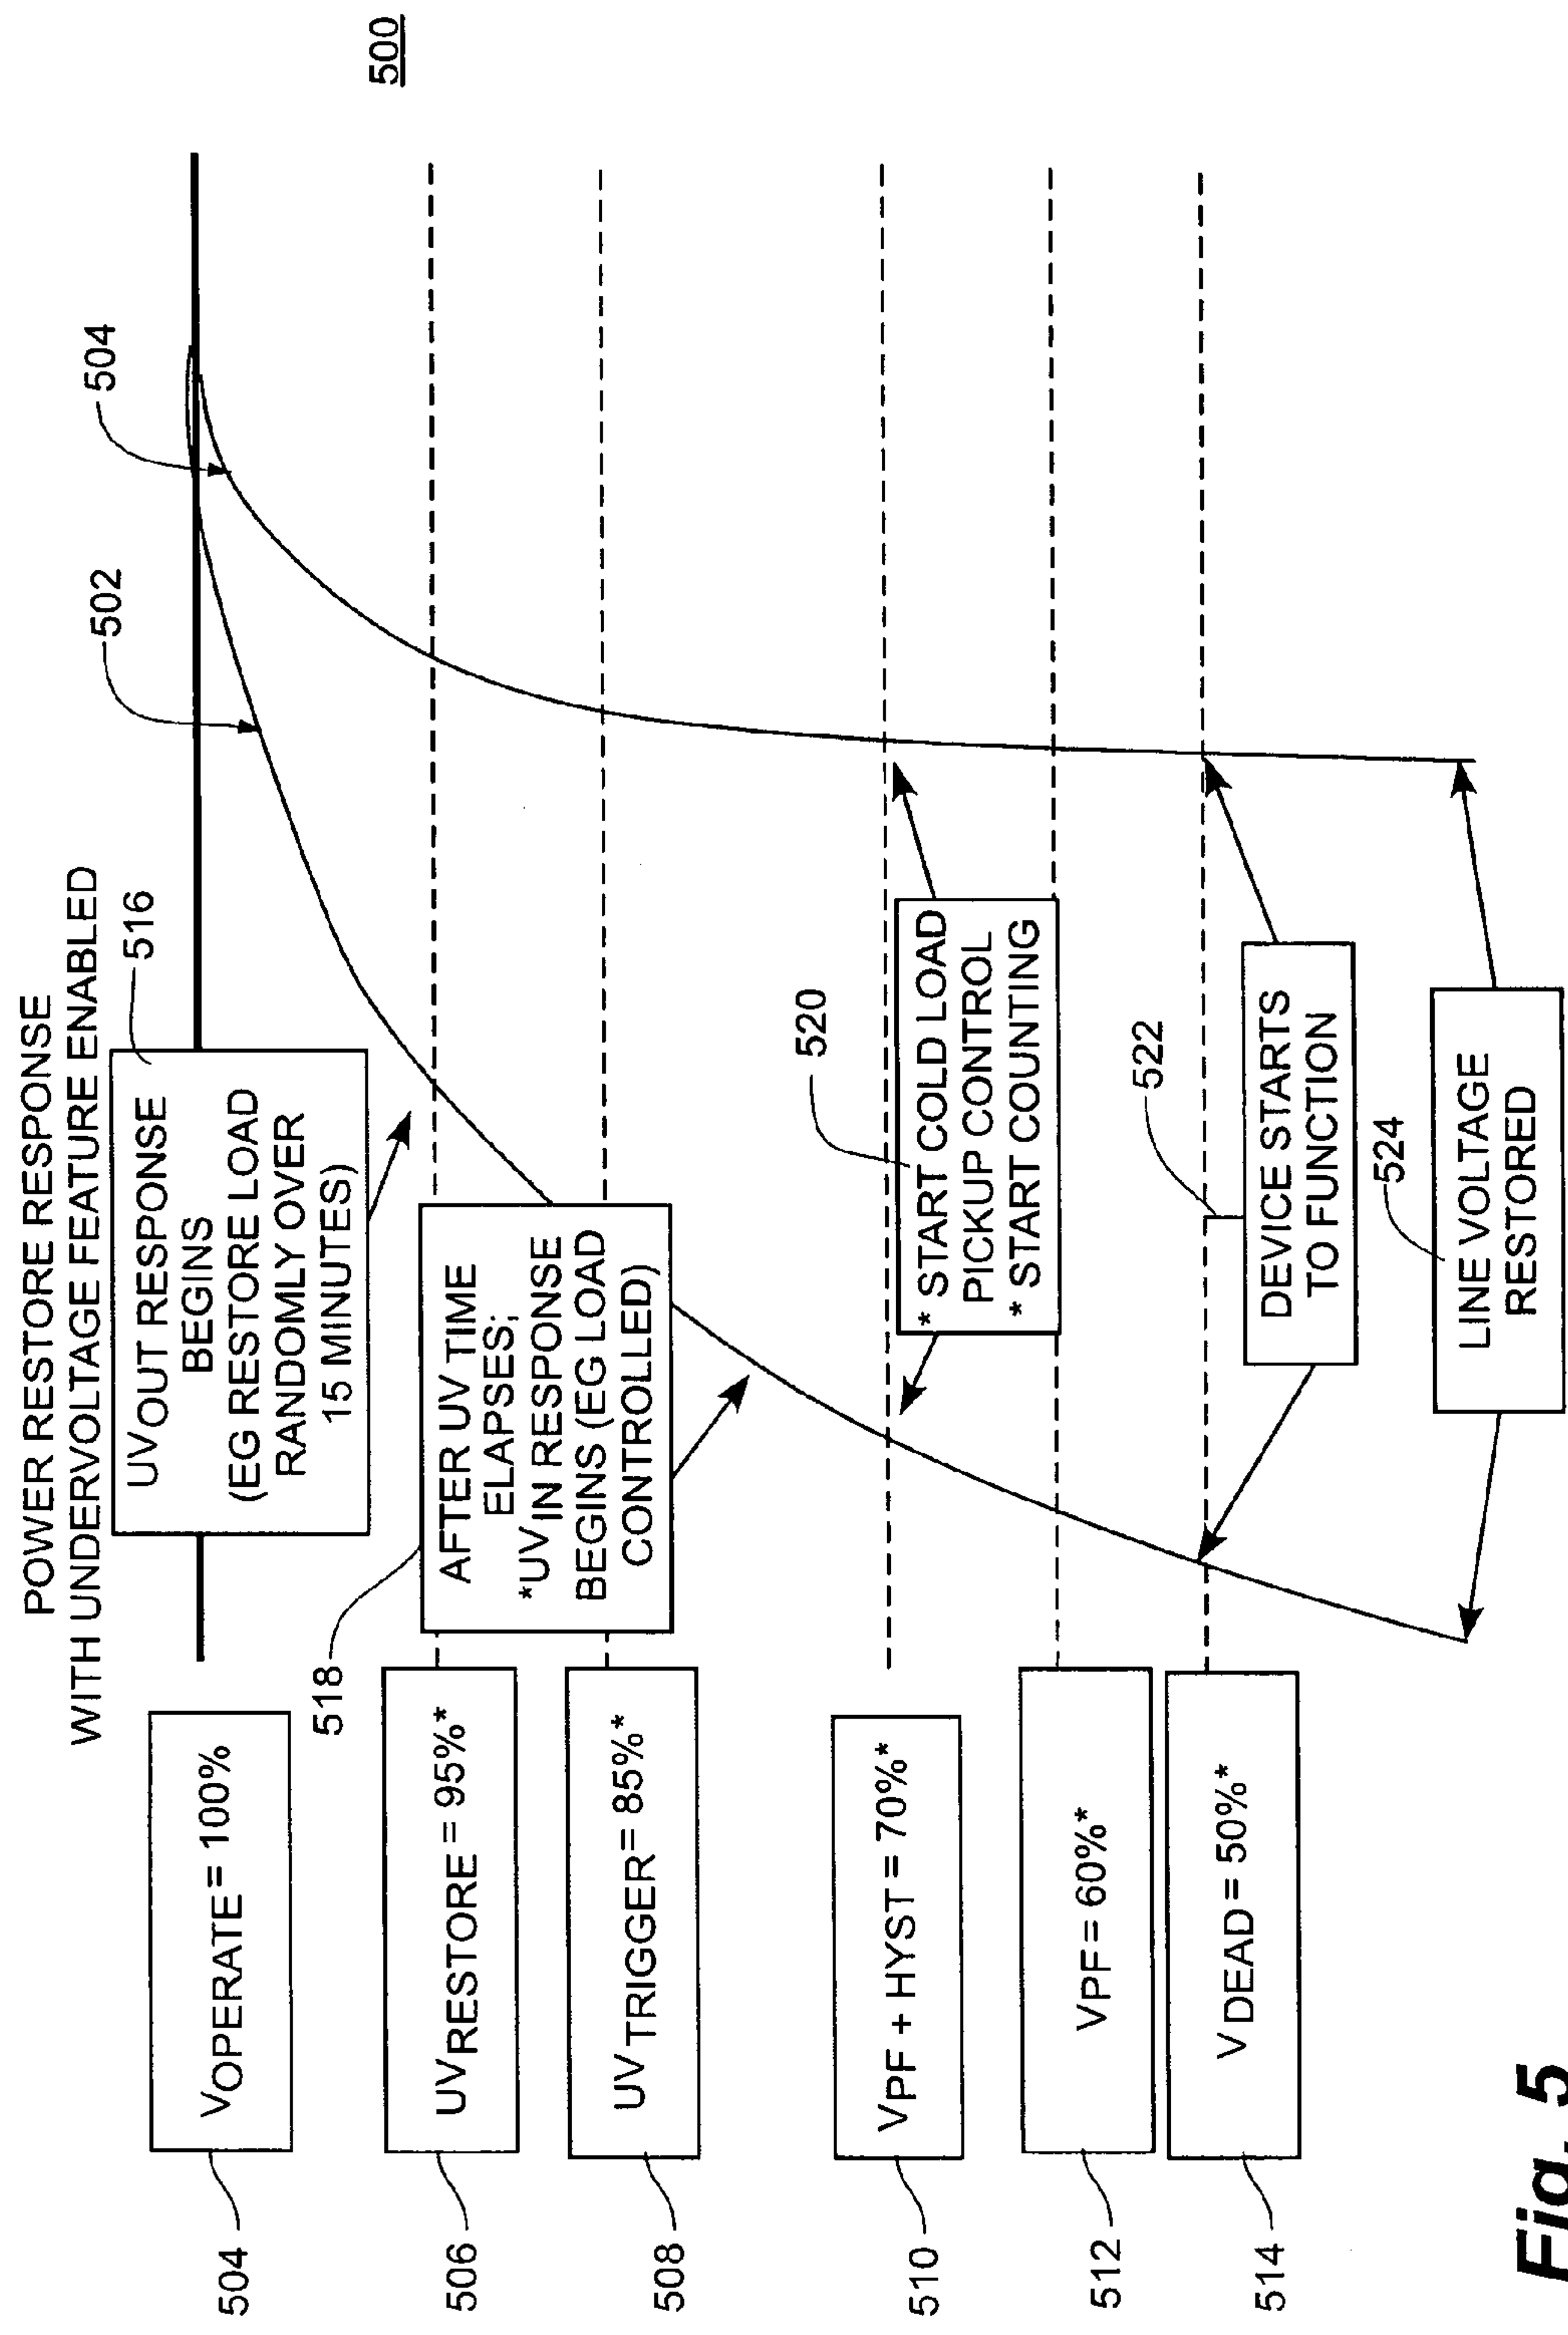 POWER RESTORE RESPONSE
WITH UNDERVOLTAGE FEATURE ENABLED
500
504
VOPERATE = 100%
516
UVOUT RESPONSE
BEGINS
(EG RESTORE LOAD
RANDOMLY OVER
15 MINUTES)
502
504
506
UVRESTORE = 95%*
518
AFTER UV TIME
ELAPSES;
*UVIN RESPONSE
BEGINS (EG LOAD
CONTROLLED)
508
UVTRIGGER = 85%*
510
VPF + HYST = 70%*
520
* START COLD LOAD
PICKUP CONTROL
* START COUNTING
512
VPF = 60%*
514
V DEAD = 50%*
522
DEVICE STARTS
TO FUNCTION
524
LINE VOLTAGE
RESTORED
Fig. 5